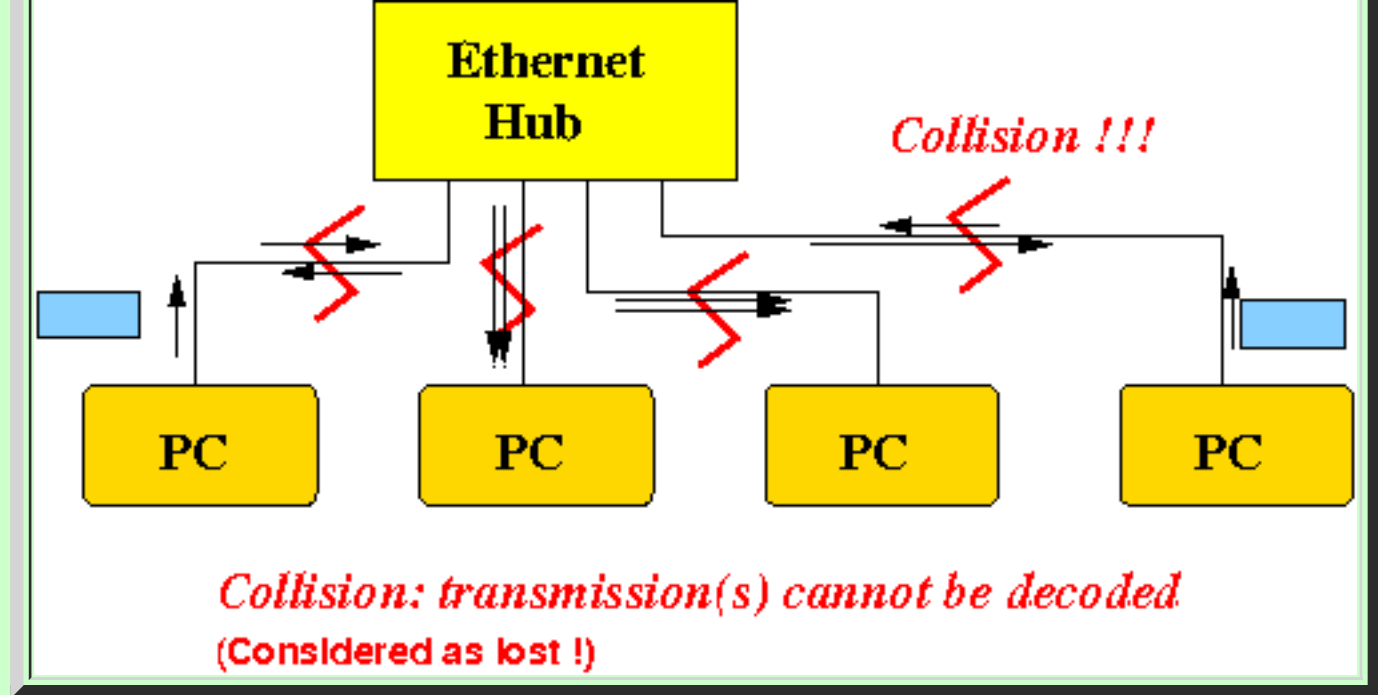 Ethernet
Hub
Collision !!!
PC
PC
PC
PC
Collision: transmission(s) cannot be decoded
(Considered as lost !)